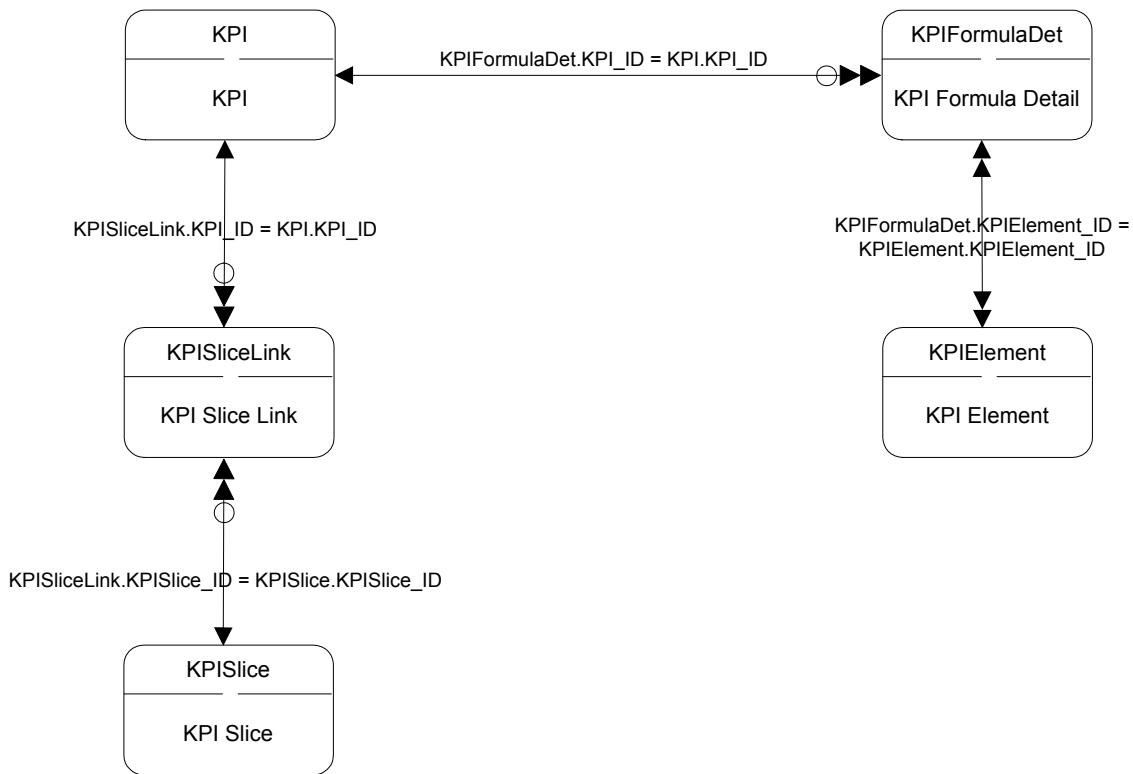 KPI
KPI
KPIFormulaDet.KPI_ID = KPI.KPI_ID
KPIFormulaDet
KPI Formula Detail
KPISliceLink.KPI_ID = KPI.KPI_ID
KPIFormulaDet.KPIElement_ID =
KPIElement.KPIElement_ID
KPISliceLink
KPI Slice Link
KPIElement
KPI Element
KPISliceLink.KPISlice_ID = KPISlice.KPISlice_ID
KPISlice
KPI Slice